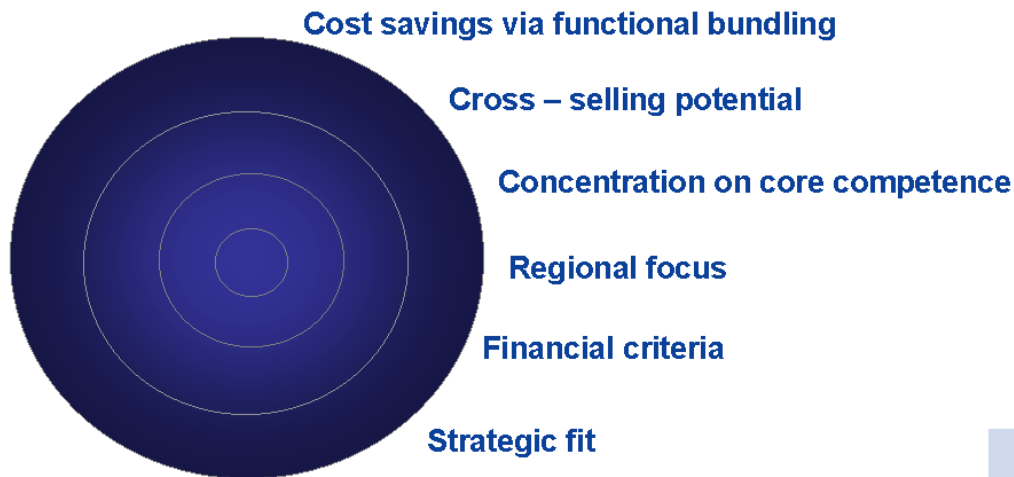 Cost savings via functional bundling
Cross – selling potential
Concentration on core competence
Regional focus
Financial criteria
Strategic fit